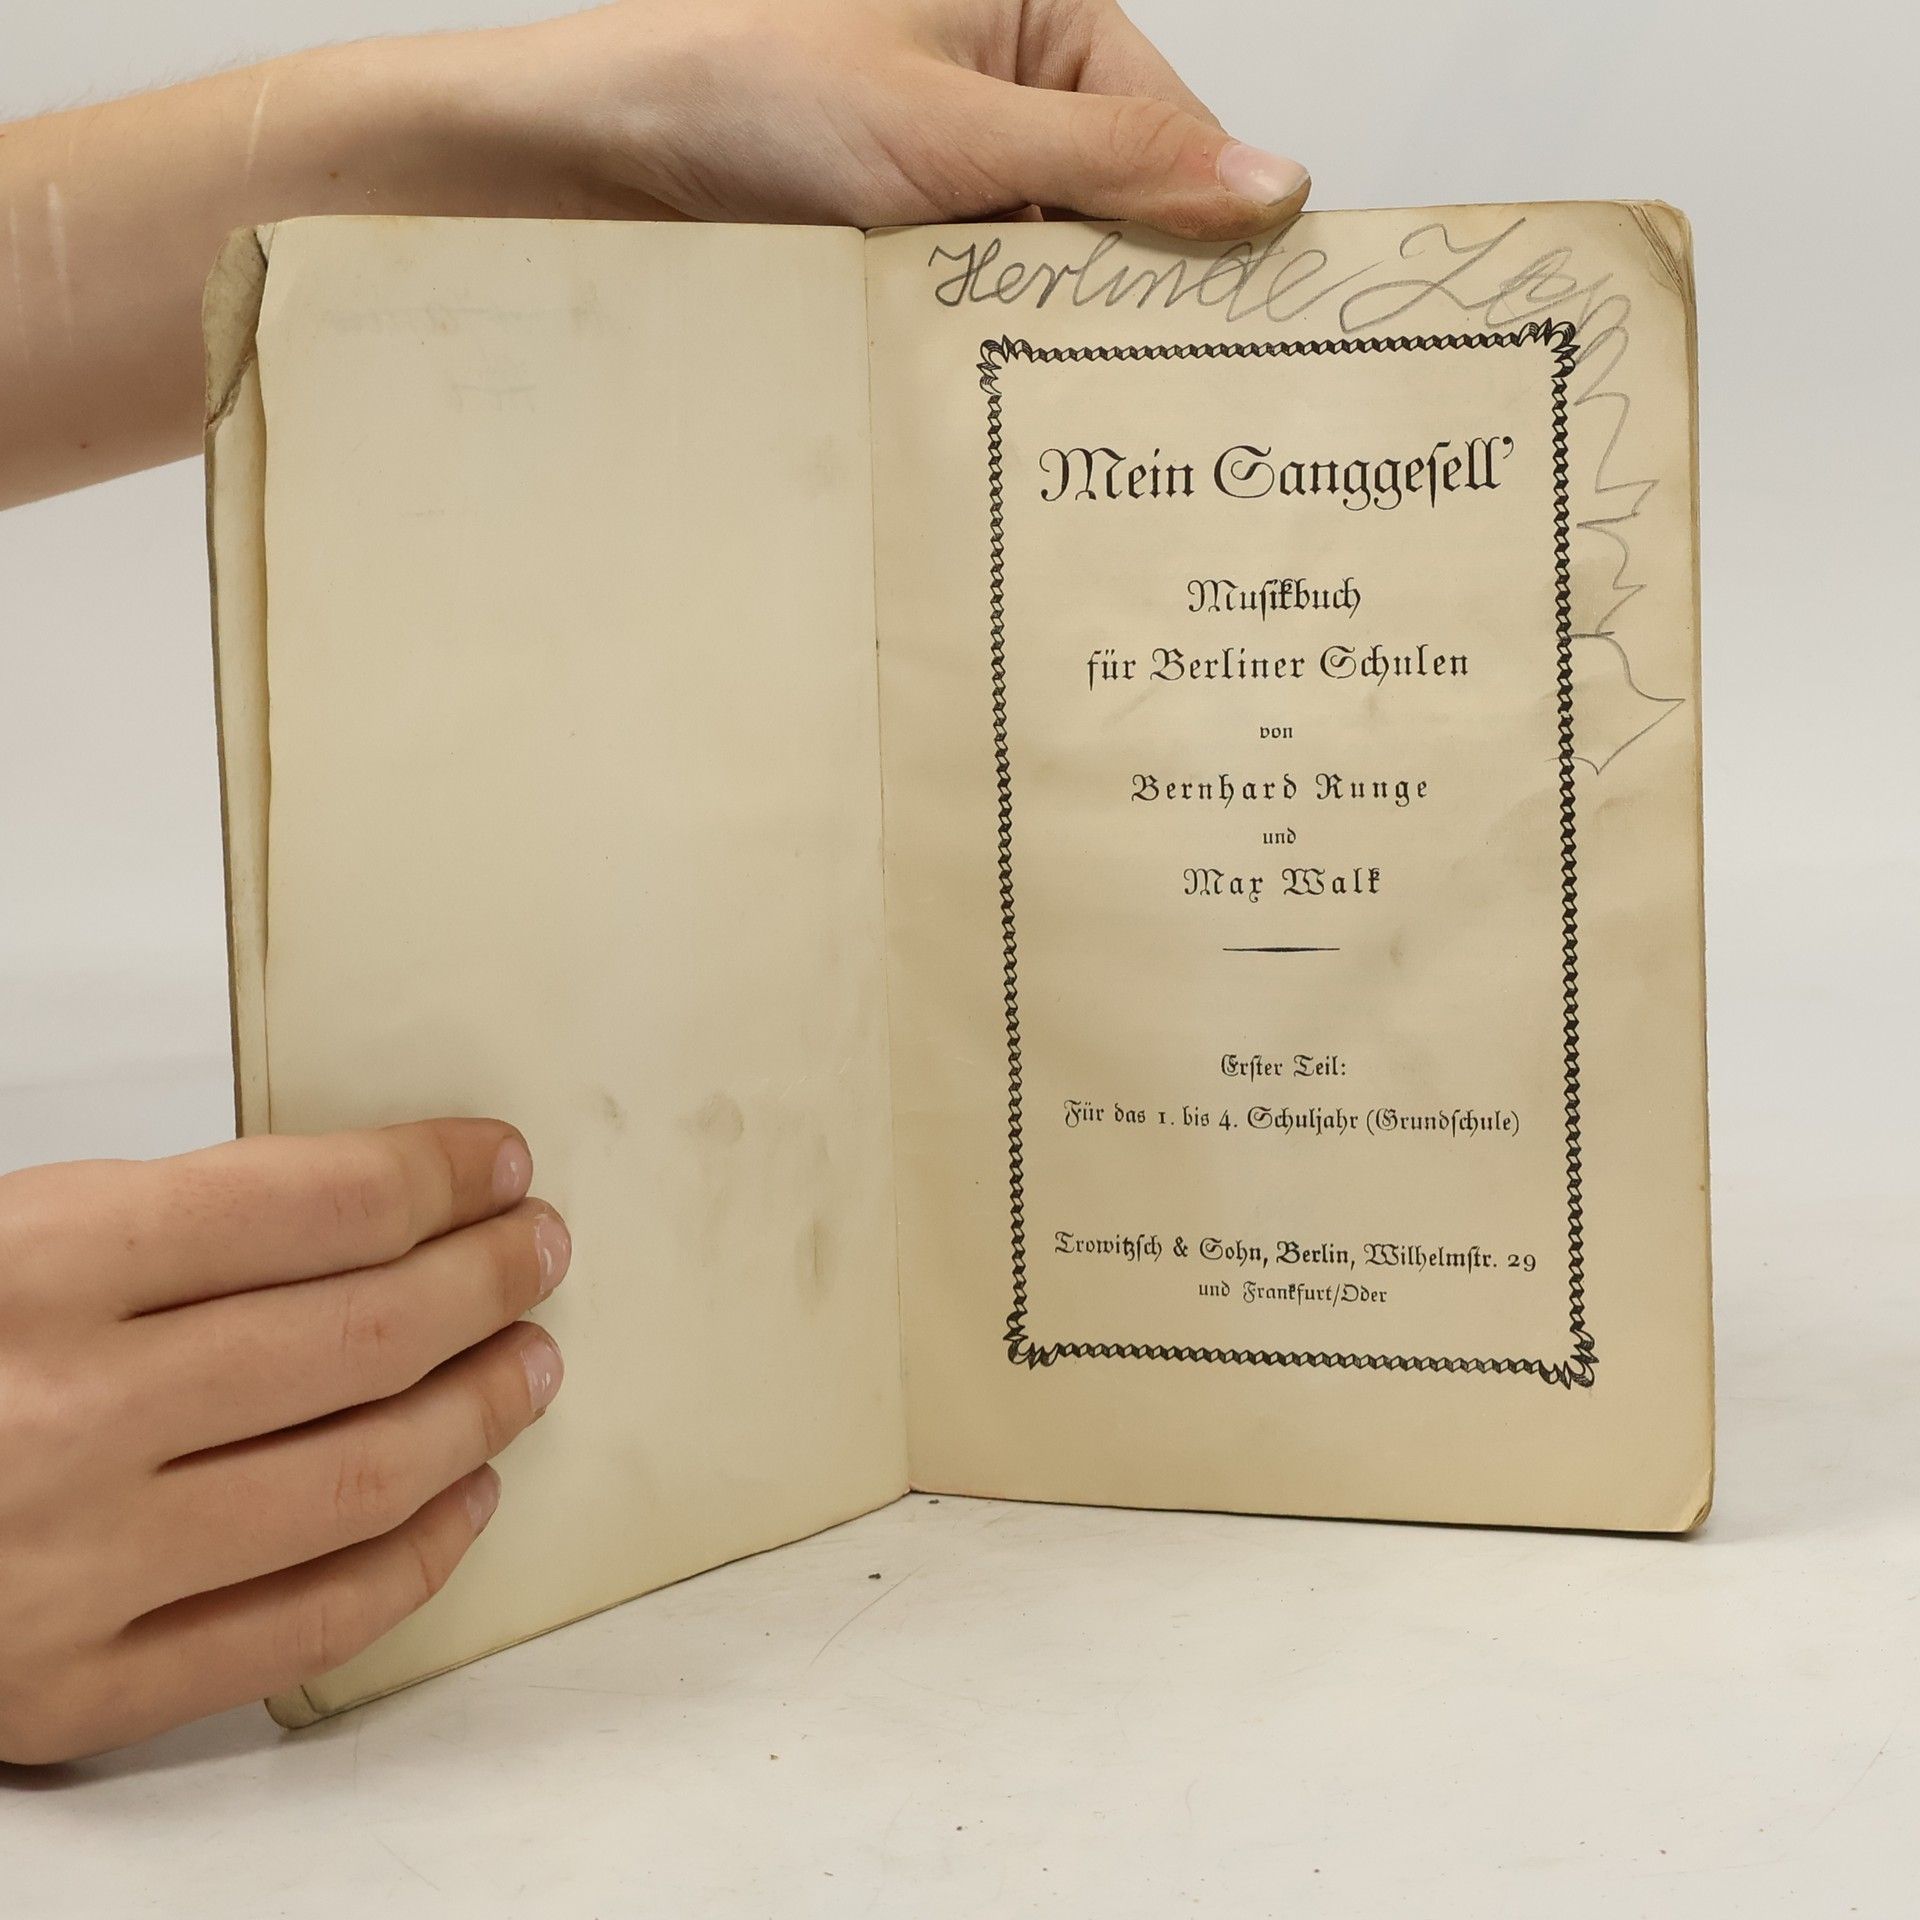 Herlinde
Mein Sanggesell’
Musikbuch
für Berliner Schulen
von
Bernhard Runge
und
Max Walk
Erster Teil:
Für das 1. bis 4. Schuljahr (Grundschule)
Trowitzsch & Sohn, Berlin, Wilhelmstr. 29
und Frankfurt/Oder